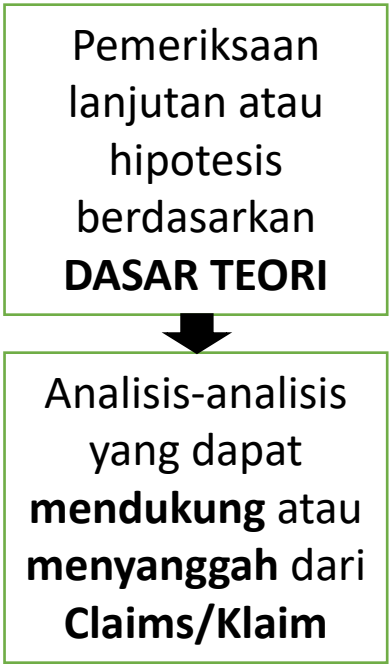 Pemeriksaan
lanjutan atau
hipotesis
berdasarkan
DASAR TEORI
Analisis-analisis
yang dapat
mendukung atau
menyanggah dari
Claims/Klaim